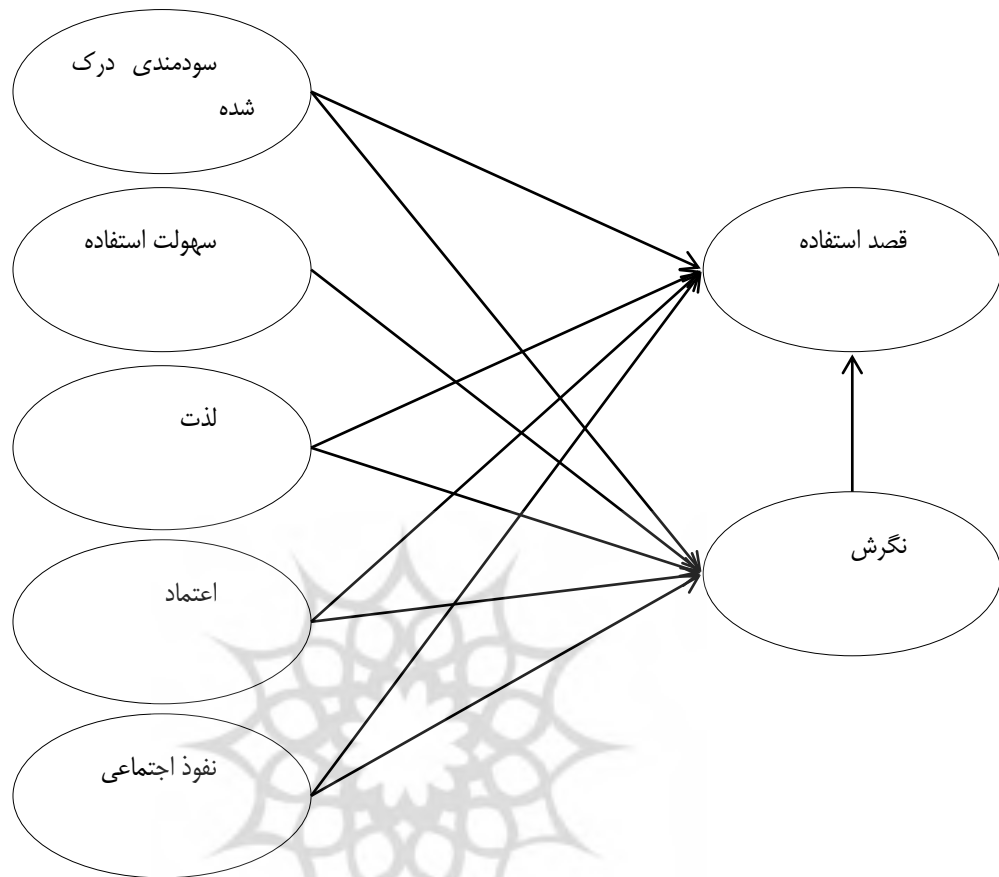 سودمندی درک
شده
سهولت استفاده
لذت
اعتماد
نفوذ اجتماعی
قصد استفاده
نگرش